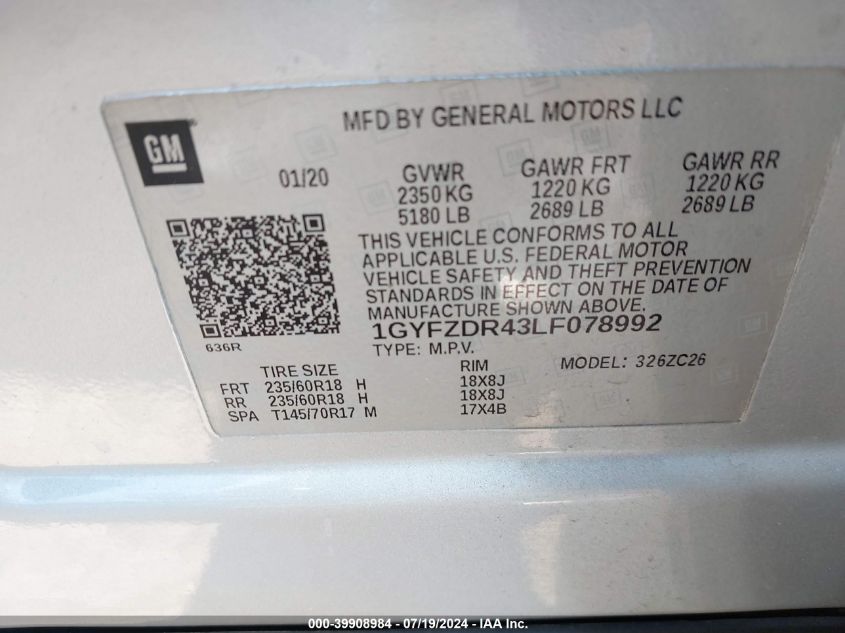 MFD BY GENERAL MOTORS LLC
GM
01/20 GVWR GAWR FRT GAWR RR
2350 KG 1220 KG 1220 KG
5180 LB 2689 LB 2689 LB
THIS VEHICLE CONFORMS TO ALL
APPLICABLE U.S. FEDERAL MOTOR
VEHICLE SAFETY AND THEFT PREVENTION
STANDARDS IN EFFECT ON THE DATE OF
MANUFACTURE SHOWN ABOVE.
1GYFZDR43LF078992
636R
TYPE: M.P.V. MODEL: 326ZC26
TIRE SIZE RIM
FRT 235/60R18 H 18X8J
RR 235/60R18 H 18X8J
SPA T145/70R17 M 17X4B
000-39908984 - 07/19/2024 - IAA Inc.